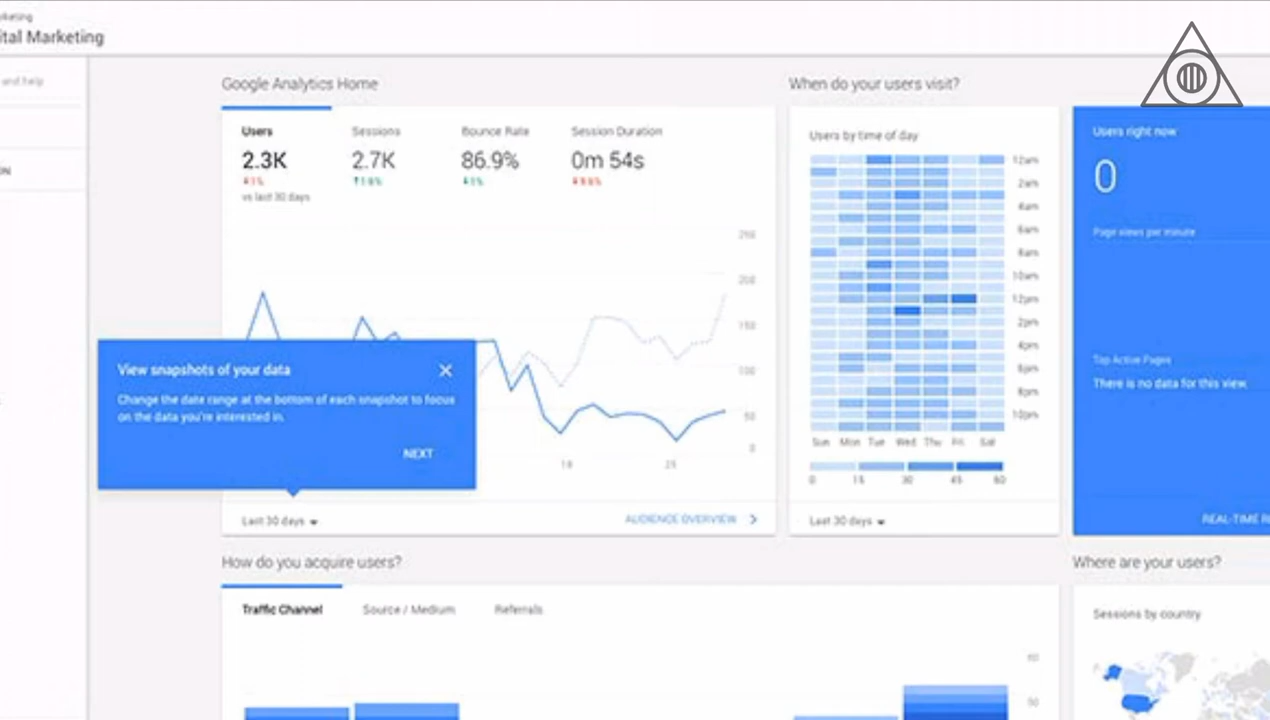 ital Marketing
and help
Google Analytics Home
Users
2.3K
vs last 30 days
Sessions
2.7K
Bounce Rate
86.9%
Session Duration
0m 54s
250
200
150
100
50
0
18
25
View snapshots of your data
Change the date range at the bottom of each snapshot to focus
on the data you're interested in.
NEXT
Last 30 days
AUDIENCE OVERVIEW
When do your users visit?
Users by time of day
12am
2am
4am
6am
8am
10am
12pm
2pm
4pm
6pm
8pm
10pm
Sun Mon Tue Wed Thu Fri Sat
0 15 30 45 60
Last 30 days
Users right now
0
Page views per minute
Top Active Pages
There is no data for this view.
REAL-TIME
How do you acquire users?
Traffic Channel
Source / Medium
Referrals
60
50
Where are your users?
Sessions by country